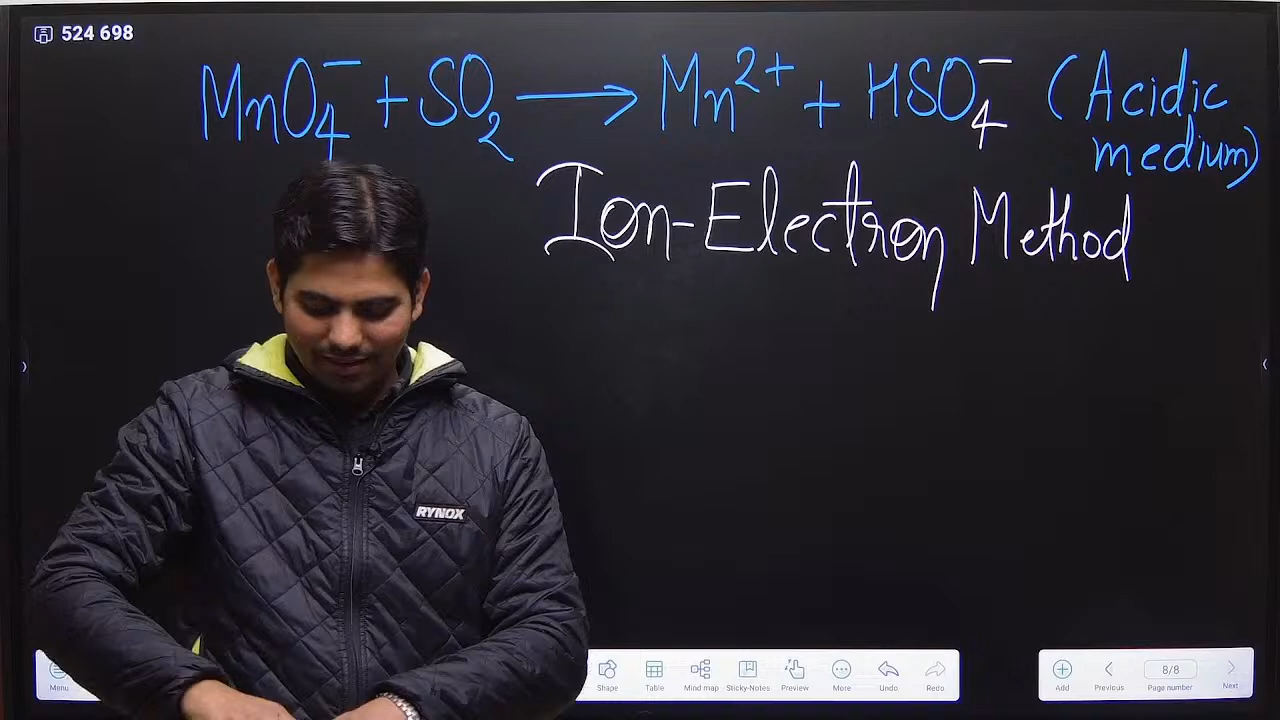 524 698
MnO₄⁻ + SO₂ ⟶ Mn²⁺ + HSO₄⁻ (Acidic
medium)
Ion-Electron Method
RYNOX
Menu Shape Table Mind map Sticky-Notes Preview More Undo Redo Add Previous 8/8 Page number Next